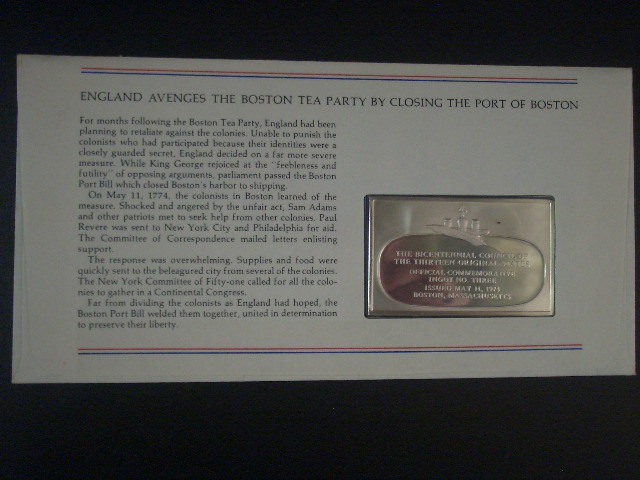 ENGLAND AVENGES THE BOSTON TEA PARTY BY CLOSING THE PORT OF BOSTON
For months following the Boston Tea Party, England had been
planning to retaliate against the colonies. Unable to punish the
colonists who had participated because their identities were a
closely guarded secret, England decided on a far more severe
measure. While King George rejoiced at the "feebleness and
futility" of opposing arguments, parliament passed the Boston
Port Bill which closed Boston's harbor to shipping.
On May 11, 1774, the colonists in Boston learned of the
measure. Shocked and angered by the unfair act, Sam Adams
and other patriots met to seek help from other colonies. Paul
Revere was sent to New York City and Philadelphia for aid.
The Committee of Correspondence mailed letters enlisting
support.
The response was overwhelming. Supplies and food were
quickly sent to the beleagured city from several of the colonies.
The New York Committee of Fifty-one called for all the colo-
nies to gather in a Continental Congress.
Far from dividing the colonists as England had hoped, the
Boston Port Bill welded them together, united in determination
to preserve their liberty.
THE BICENTENNIAL COUNCIL OF
THE THIRTEEN ORIGINAL STATES
OFFICIAL COMMEMORATIVE
INGOT NO. THREE
ISSUED MAY 11, 1974
BOSTON, MASSACHUSETTS